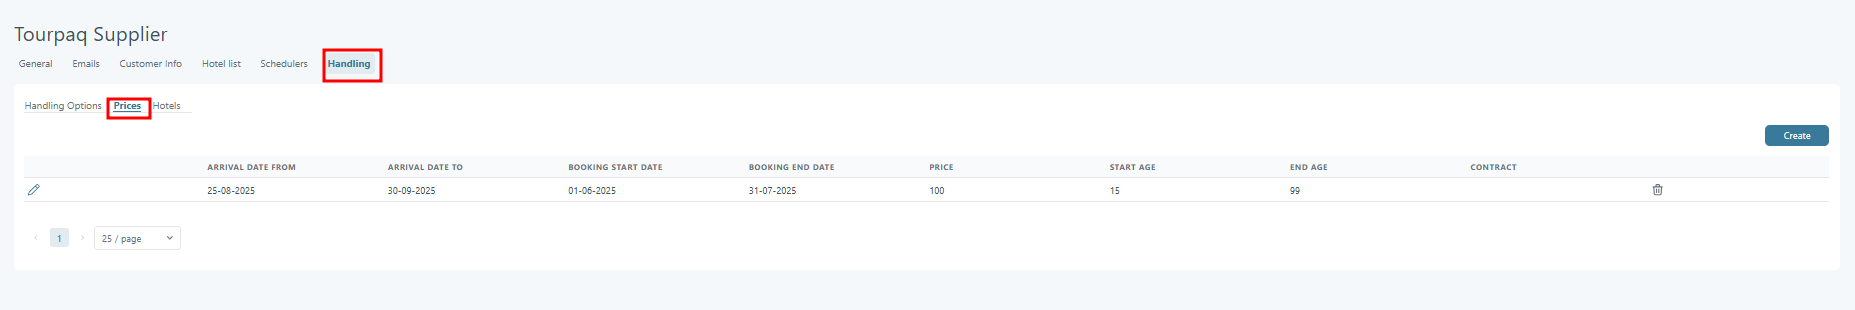 Tourpaq Supplier
General Emails Customer Info Hotel list Schedulers Handling
Handling Options Prices Hotels
Create
ARRIVAL DATE FROM ARRIVAL DATE TO BOOKING START DATE BOOKING END DATE PRICE START AGE END AGE CONTRACT
25-08-2025 30-09-2025 01-06-2025 31-07-2025 100 15 99
1 25 / page